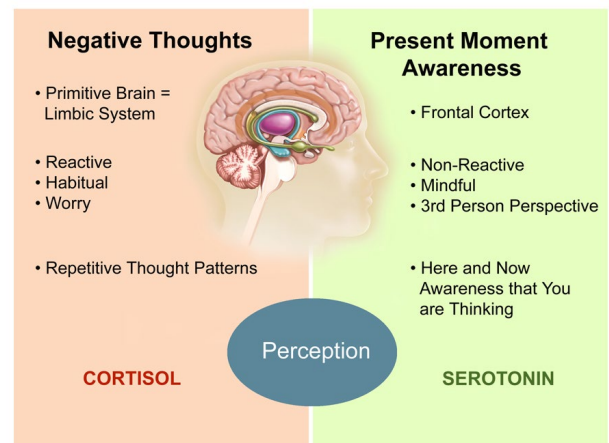 Negative Thoughts
• Primitive Brain =
Limbic System
• Reactive
• Habitual
• Worry
• Repetitive Thought Patterns
CORTISOL
Present Moment
Awareness
• Frontal Cortex
• Non-Reactive
• Mindful
• 3rd Person Perspective
• Here and Now
Awareness that You
are Thinking
SEROTONIN
Perception